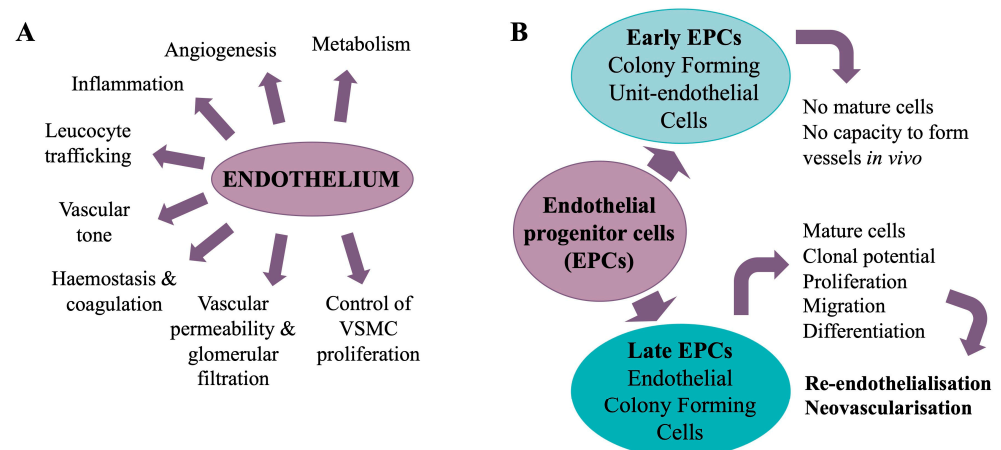 A
Metabolism
Angiogenesis
Inflammation
Leucocyte
trafficking
ENDOTHELIUM
Vascular
tone
Haemostasis &
coagulation
Vascular
permeability &
glomerular
filtration
Control of
VSMC
proliferation
B
Early EPCs
Colony Forming
Unit-endothelial
Cells
No mature cells
No capacity to form
vessels in vivo
Endothelial
progenitor cells
(EPCs)
Late EPCs
Endothelial
Colony Forming
Cells
Mature cells
Clonal potential
Proliferation
Migration
Differentiation
Re-endothelialisation
Neovascularisation